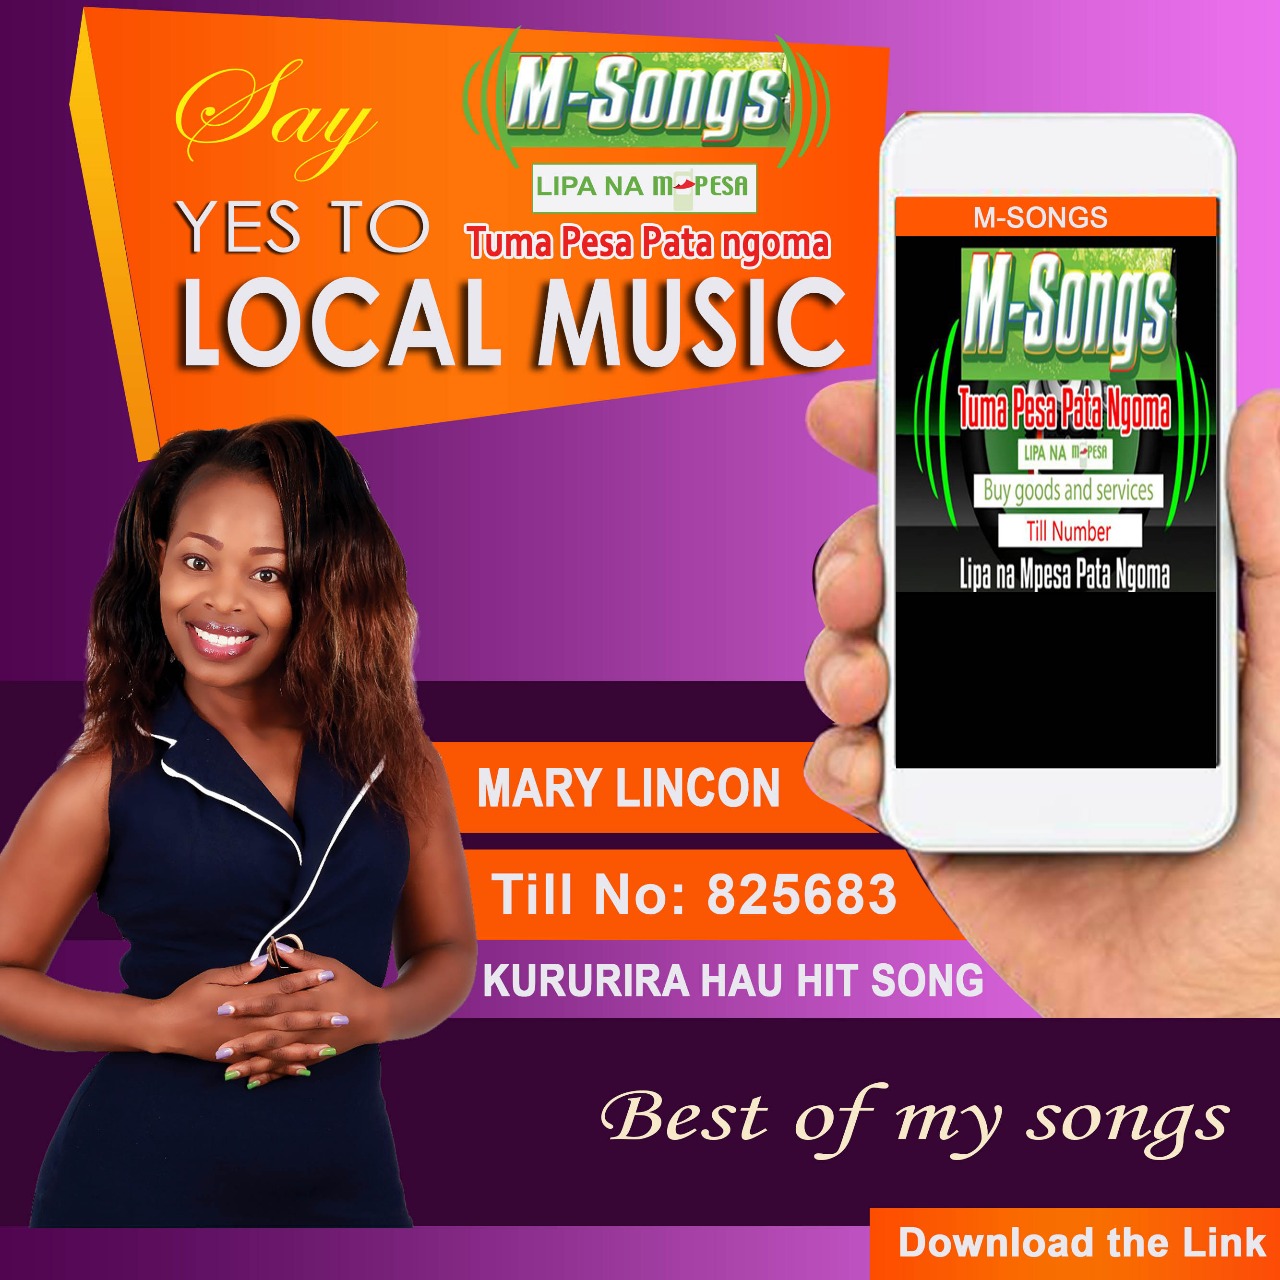 Say
YES TO
LOCAL MUSIC
M-Songs
LIPA NA M-PESA
Tuma Pesa Pata ngoma
M-SONGS
M-Songs
Tuma Pesa Pata Ngoma
LIPA NA M-PESA
Buy goods and services
Till Number
Lipa na Mpesa Pata Ngoma
MARY LINCON
Till No: 825683
KURURIRA HAU HIT SONG
Best of my songs
Download the Link